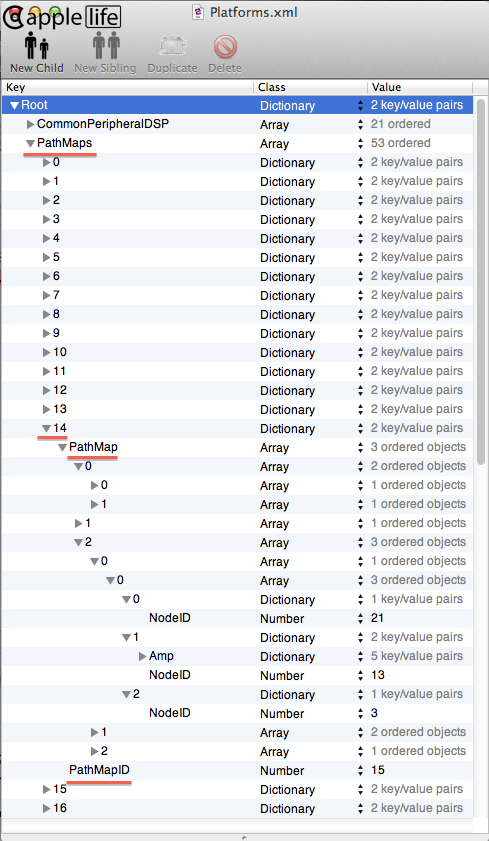 applelife
Platforms.xml
New Child New Sibling Duplicate Delete
Key Class Value
Root Dictionary 2 key/value pairs
CommonPeripheralDSP Array 21 ordered
PathMaps Array 53 ordered
0 Dictionary 2 key/value pairs
1 Dictionary 2 key/value pairs
2 Dictionary 2 key/value pairs
3 Dictionary 2 key/value pairs
4 Dictionary 2 key/value pairs
5 Dictionary 2 key/value pairs
6 Dictionary 2 key/value pairs
7 Dictionary 2 key/value pairs
8 Dictionary 2 key/value pairs
9 Dictionary 2 key/value pairs
10 Dictionary 2 key/value pairs
11 Dictionary 2 key/value pairs
12 Dictionary 2 key/value pairs
13 Dictionary 2 key/value pairs
14 Dictionary 2 key/value pairs
PathMap Array 3 ordered objects
0 Array 2 ordered objects
0 Array 1 ordered objects
1 Array 1 ordered objects
1 Array 1 ordered objects
2 Array 3 ordered objects
0 Array 1 ordered objects
0 Array 3 ordered objects
0 Dictionary 1 key/value pairs
NodeID Number 21
1 Dictionary 2 key/value pairs
Amp Dictionary 5 key/value pairs
NodeID Number 13
2 Dictionary 1 key/value pairs
NodeID Number 3
1 Array 2 ordered objects
2 Array 1 ordered objects
PathMapID Number 15
15 Dictionary 2 key/value pairs
16 Dictionary 2 key/value pairs